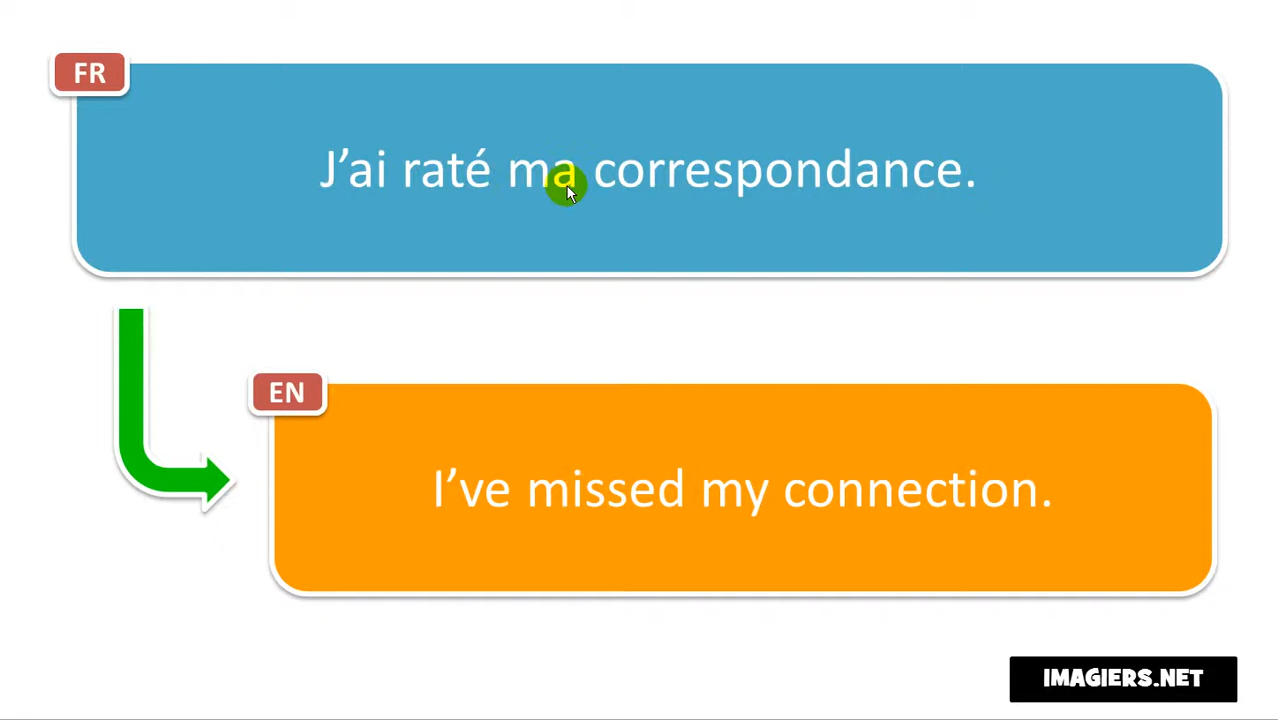 FR
J’ai raté ma correspondance.
EN
I’ve missed my connection.
IMAGIERS.NET